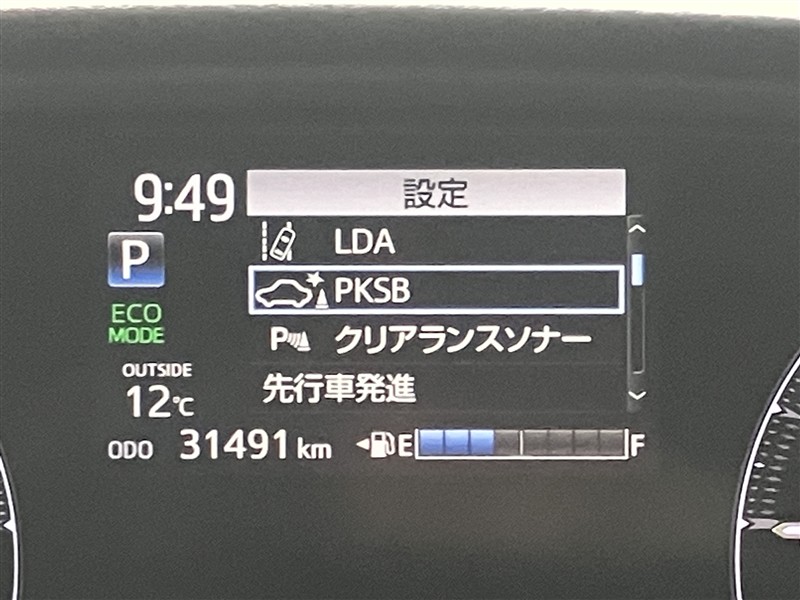 9:49
設定
LDA
P
PKSB
ECO
MODE
P クリアランスソナー
OUTSIDE
12℃
先行車発進
ODO 31491 km
E F